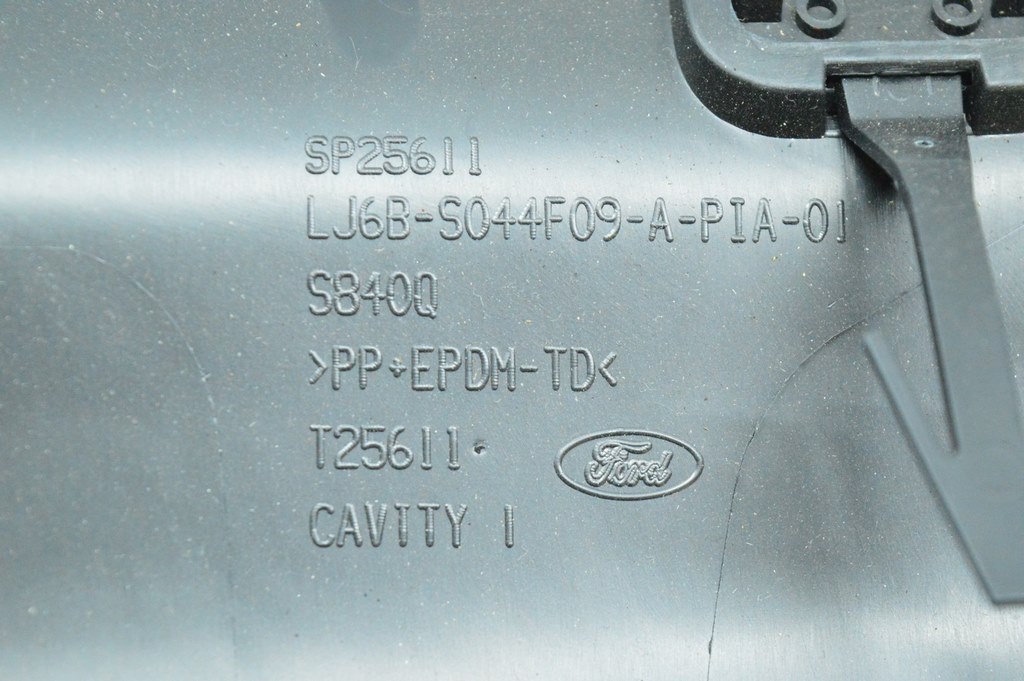 SP25611
LJ6B-S044F09-A-PIA-01
S840Q
>PP+EPDM-TD<
T25611
Ford
CAVITY 1